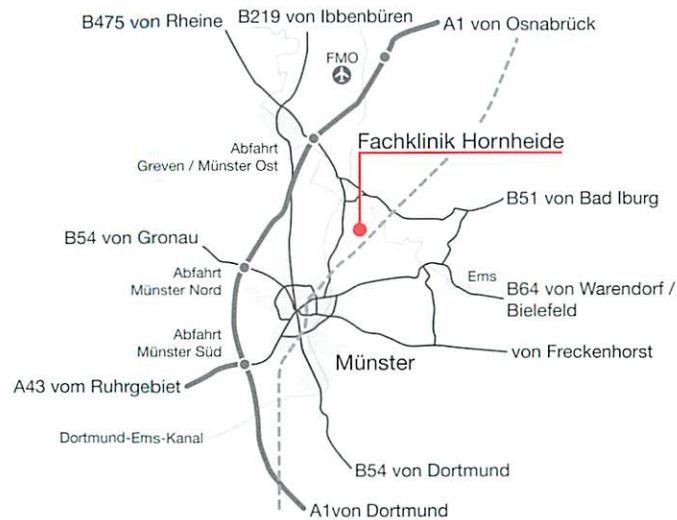 B475 von Rheine
B219 von Ibbenbüren
A1 von Osnabrück
FMO
Abfahrt
Greven / Münster Ost
Fachklinik Hornheide
B51 von Bad Iburg
B54 von Gronau
Abfahrt
Münster Nord
Ems
B64 von Warendorf /
Bielefeld
Abfahrt
Münster Süd
Münster
von Freckenhorst
A43 vom Ruhrgebiet
Dortmund-Ems-Kanal
B54 von Dortmund
A1von Dortmund